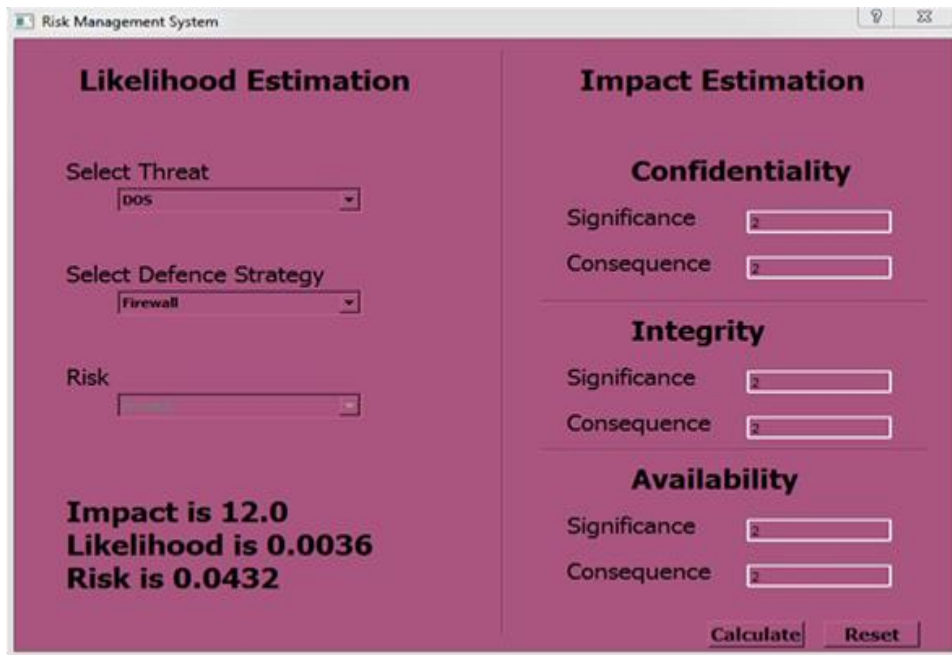 Risk Management System
Likelihood Estimation
Select Threat
DOS
Select Defence Strategy
Firewall
Risk
Impact is 12.0
Likelihood is 0.0036
Risk is 0.0432
Impact Estimation
Confidentiality
Significance 2
Consequence 2
Integrity
Significance 2
Consequence 2
Availability
Significance 2
Consequence 2
Calculate Reset